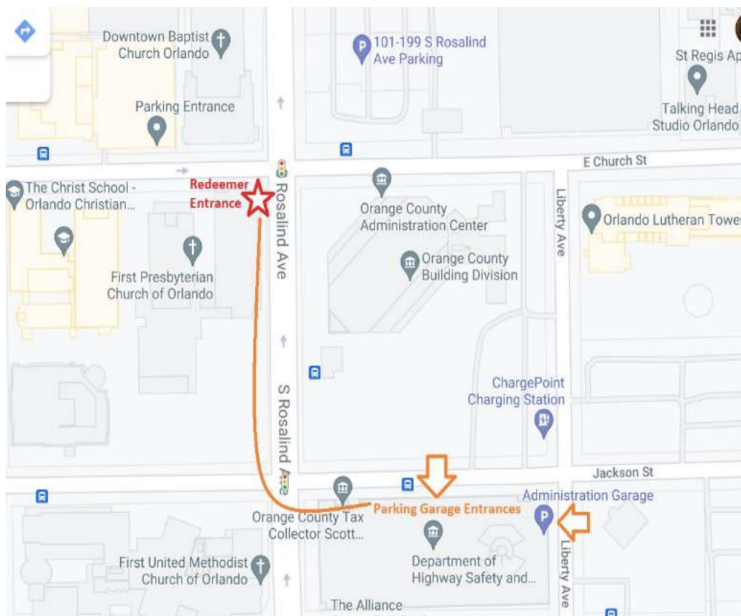 Downtown Baptist
Church Orlando
101-199 S Rosalind
Ave Parking
St Regis Ap
Parking Entrance
Talking Head
Studio Orlando
E Church St
The Christ School -
Orlando Christian...
Redeemer
Entrance
Rosalind Ave
Orange County
Administration Center
Liberty Ave
Orlando Lutheran Tower
First Presbyterian
Church of Orlando
Orange County
Building Division
S Rosalind Ave
ChargePoint
Charging Station
Jackson St
Parking Garage Entrances
Administration Garage
Orange County Tax
Collector Scott...
First United Methodist
Church of Orlando
Department of
Highway Safety and...
Liberty Ave
The Alliance